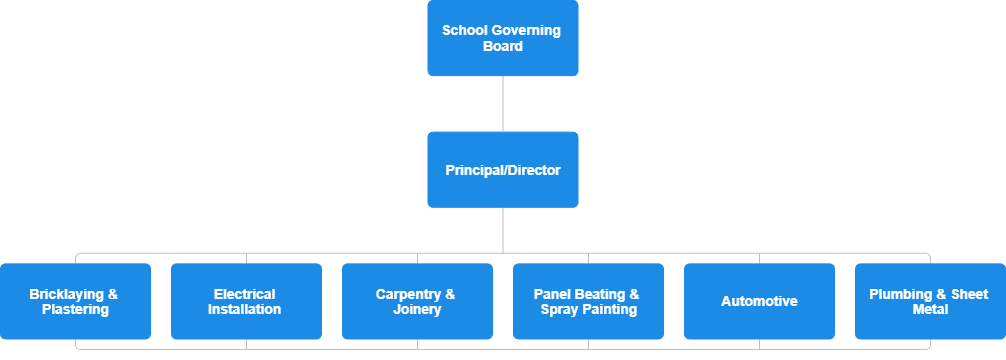 School Governing
Board
Principal/Director
Bricklaying &
Plastering
Electrical
Installation
Carpentry &
Joinery
Panel Beating &
Spray Painting
Automotive
Plumbing & Sheet
Metal